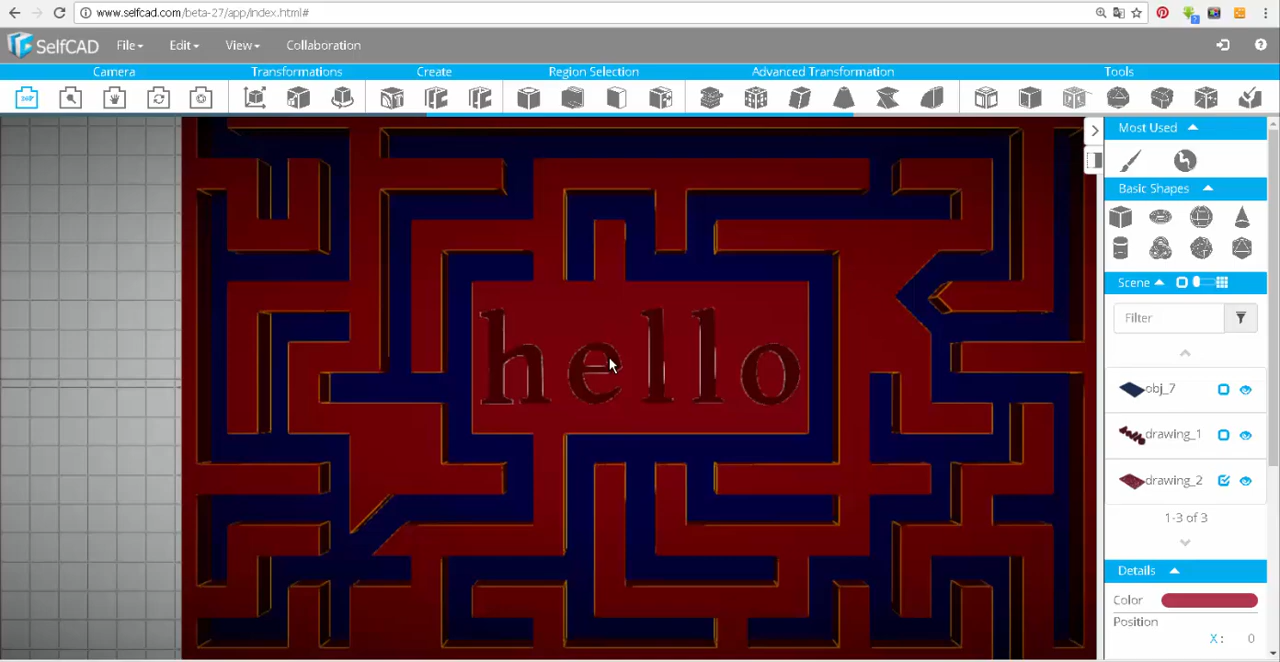 www.selfcad.com/beta-27/app/index.html#
SelfCAD File Edit View Collaboration
Camera Transformations Create Region Selection Advanced Transformation Tools
Most Used
Basic Shapes
Scene
Filter
obj_7
drawing_1
drawing_2
1-3 of 3
Details
Color
Position
X: 0
hello